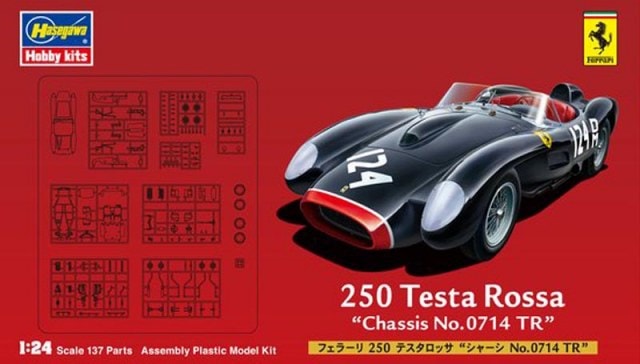 Hasegawa
Hobby kits
Ferrari
124
124
250 Testa Rossa
“Chassis No.0714 TR”
1:24 Scale 137 Parts Assembly Plastic Model Kit
フェラーリ 250 テスタロッサ “シャーシ No.0714 TR”